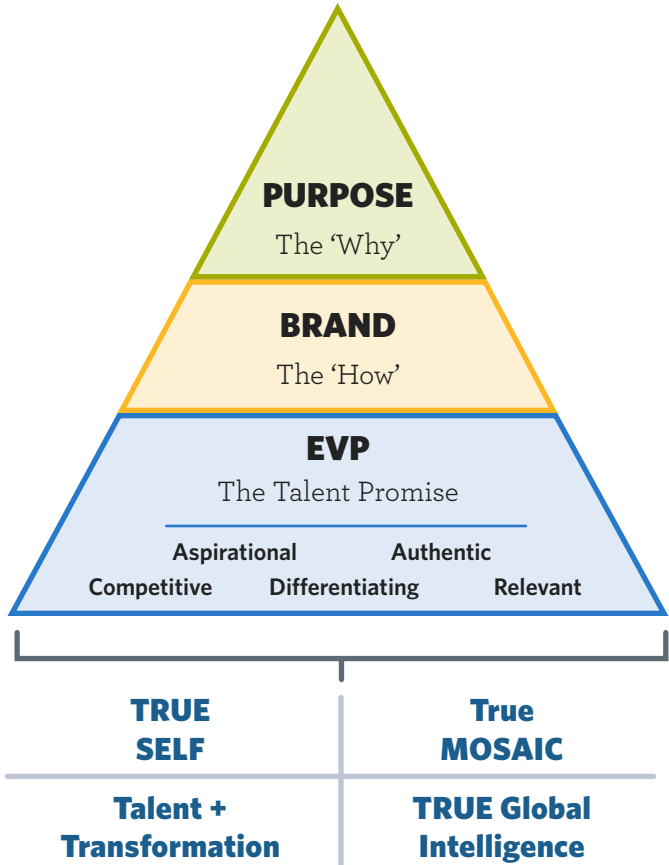 PURPOSE
The ‘Why’
BRAND
The ‘How’
EVP
The Talent Promise
Aspirational Authentic
Competitive Differentiating Relevant
TRUE
SELF
True
MOSAIC
Talent +
Transformation
TRUE Global
Intelligence